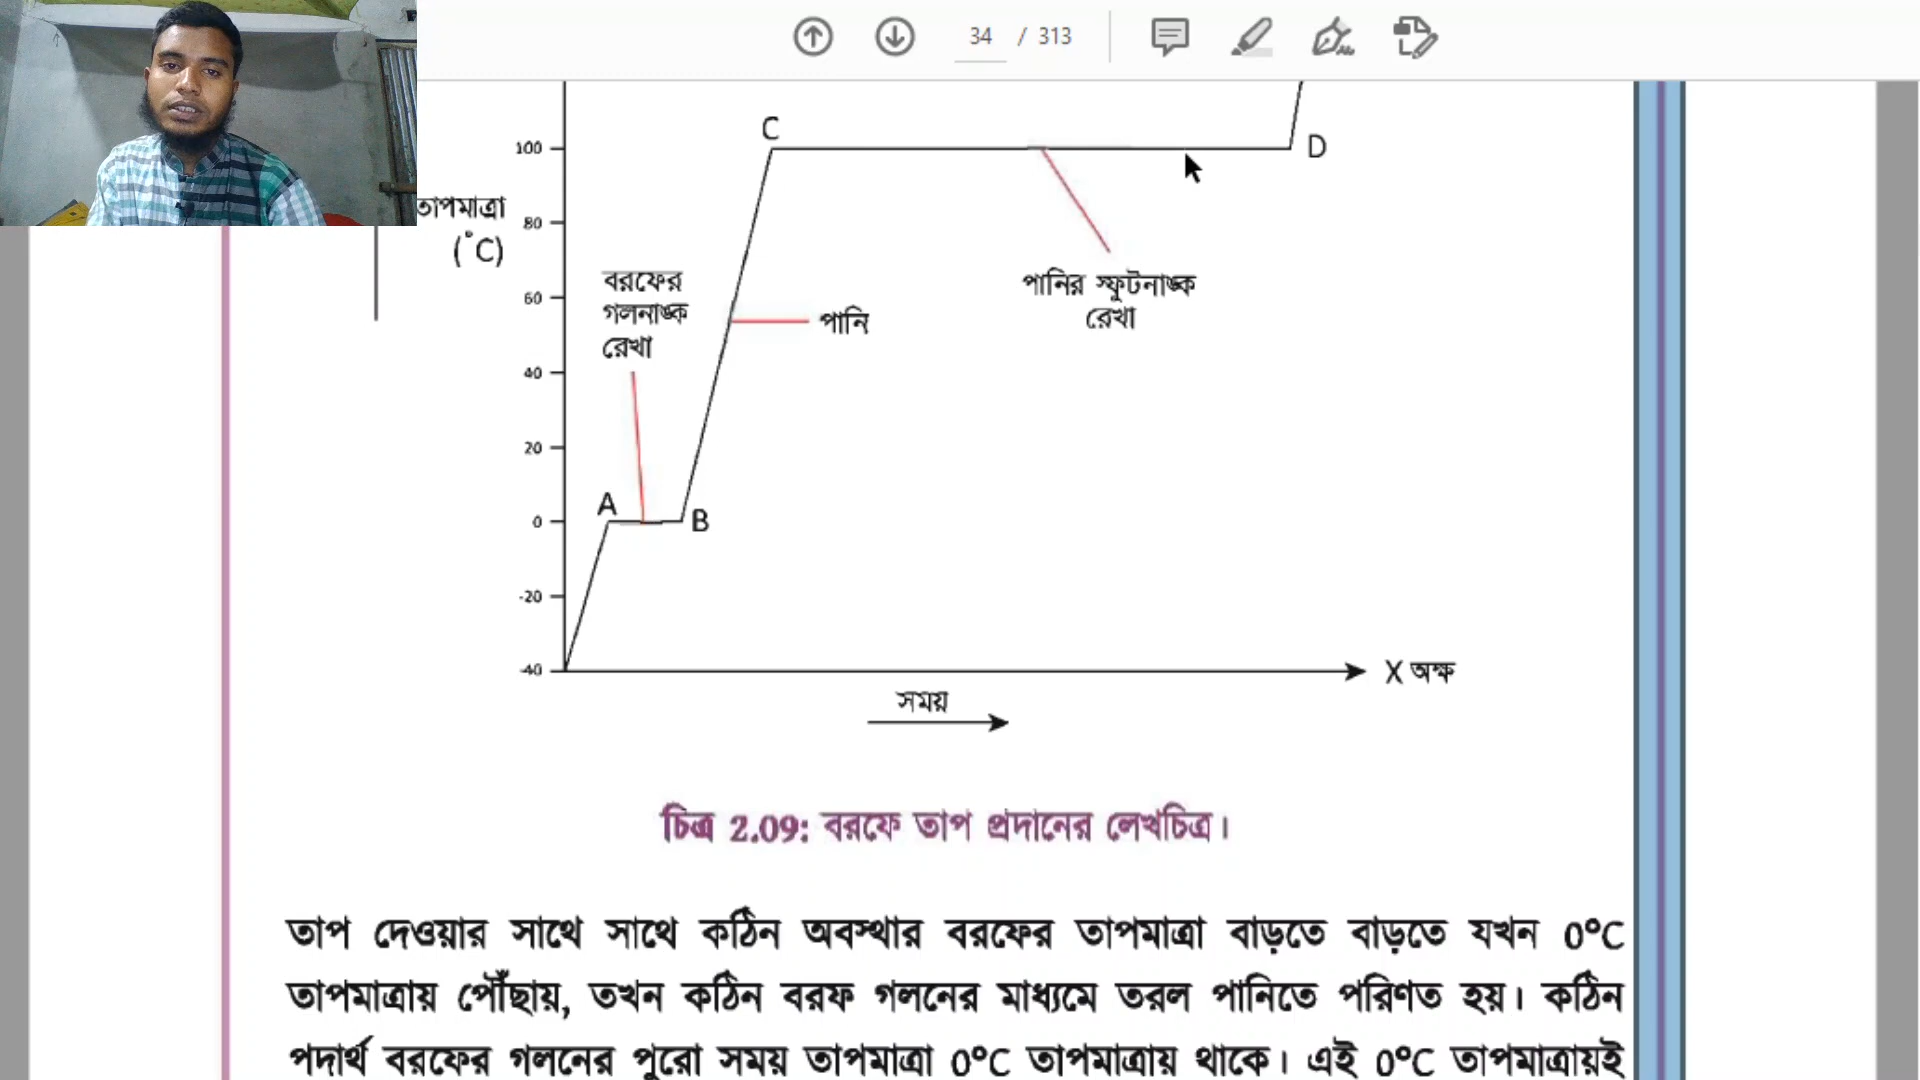 34 / 313
C
D
100
তাপমাত্রা
(°C)
80
60
40
20
0
-20
-40
বরফের
গলনাঙ্ক
রেখা
পানি
পানির স্ফুটনাঙ্ক
রেখা
A
B
X অক্ষ
সময়
চিত্র 2.09: বরফে তাপ প্রদানের লেখচিত্র।
তাপ দেওয়ার সাথে সাথে কঠিন অবস্থার বরফের তাপমাত্রা বাড়তে বাড়তে যখন 0°C
তাপমাত্রায় পৌঁছায়, তখন কঠিন বরফ গলনের মাধ্যমে তরল পানিতে পরিণত হয়। কঠিন
পদার্থ বরফের গলনের পুরো সময় তাপমাত্রা 0°C তাপমাত্রায় থাকে। এই 0°C তাপমাত্রায়ই